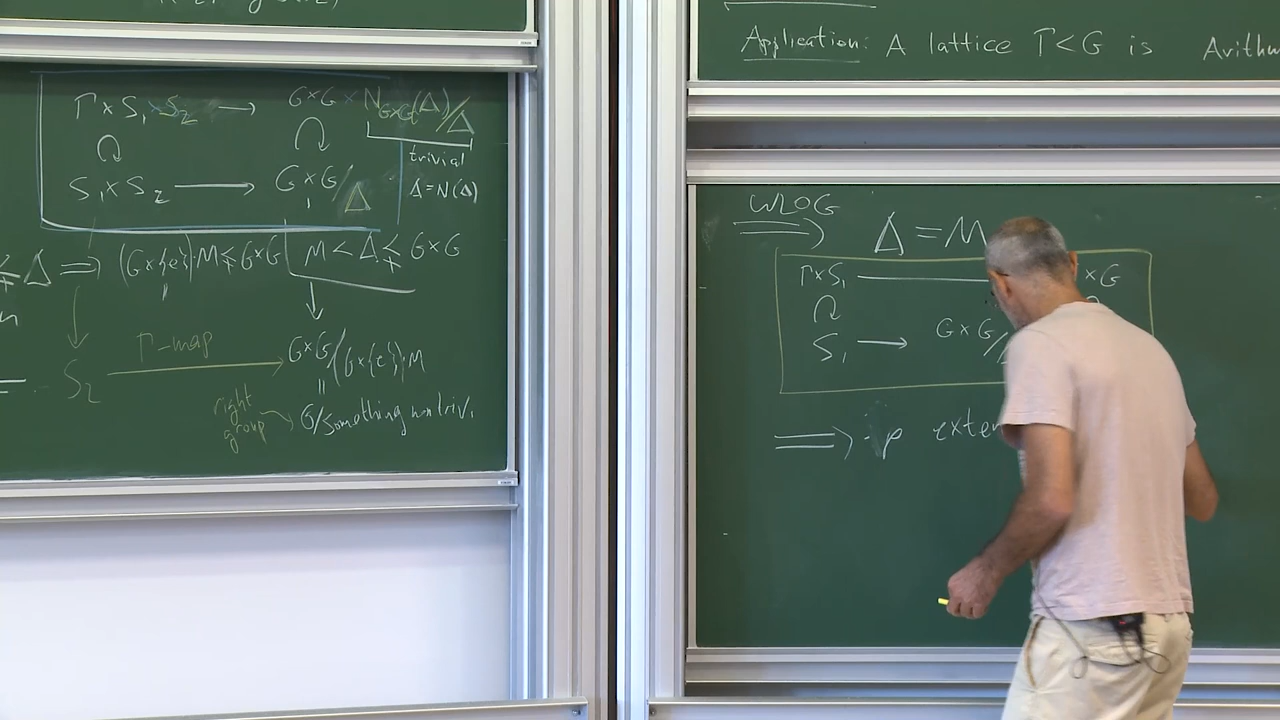 Γ × S₁ × S₂ → G×G × N_{G×G}(Δ)/Δ
trivial
S₁ × S₂ → G×G/Δ Δ = N(Δ)
Δ ⟹ (G×{e})·M ≨ G×G M < Δ ≨ G×G
S₂ Γ-map → G×G/(G×{e})·M
right group
G/something nontriv.
Application: A lattice Γ < G is Arithm
WLOG ⟹ Δ = M
Γ × S₁ × G
S₁ → G×G/
⟹ φ exten